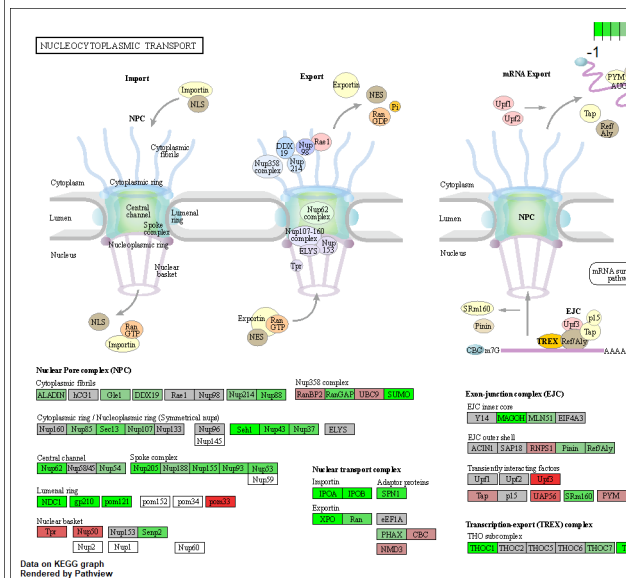 NUCLEOCYTOPLASMIC TRANSPORT
-1
Import
Export
mRNA Export
Importin
NLS
NPC
Cytoplasmic
fibrils
Exportin
NES
Pi
Ran
GDP
DDX
19
Nup
98
Rae1
Nup358
complex
Nup
214
Upf1
Upf2
PYM
AUG
Tap
Ref/
Aly
Cytoplasm
Cytoplasmic ring
Lumen
Central
channel
Lumenal
ring
Spoke
complex
Nucleoplasmic ring
Nucleus
Nuclear
basket
Nup62
complex
Nup107-160
complex
ELYS
Nup
153
Tpr
Cytoplasm
Lumen
NPC
Nucleus
mRNA sur
pathw
NLS
Ran
GTP
Importin
Exportin
Ran
GTP
NES
SRm160
Pinin
EJC
Upf3
p15
Tap
TREX
Ref/Aly
CBC
m7G
AAAA
Nuclear Pore complex (NPC)
Cytoplasmic fibrils
ALADIN hCG1 Gle1 DDX19 Rae1 Nup98 Nup214 Nup88
Nup358 complex
RanBP2 RanGAP UBC9 SUMO
Cytoplasmic ring / Nucleoplasmic ring (Symmetrical nups)
Nup160 Nup85 Sec13 Nup107 Nup133 Nup96 Seh1 Nup43 Nup37 ELYS
Nup145
Central channel
Nup62 Nup58/45 Nup54
Spoke complex
Nup205 Nup188 Nup155 Nup93 Nup53
Nup59
Lumenal ring
NDC1 gp210 pom121 pom152 pom34 pom33
Nuclear basket
Tpr Nup50 Nup153 Senp2
Nup2 Nup1 Nup60
Nuclear transport complex
Importin
IPOA IPOB
Adaptor proteins
SPN1
Exportin
XPO Ran eEF1A
PHAX CBC
NMD3
Exon-junction complex (EJC)
EJC inner core
Y14 MAGOH MLN51 EIF4A3
EJC outer shell
ACIN1 SAP18 RNPS1 Pinin Ref/Aly
Transiently interacting factors
Upf1 Upf2 Upf3
Tap p15 UAP56 SRm160 PYM
Transcription-export (TREX) complex
THO subcomplex
THOC1 THOC2 THOC5 THOC6 THOC7 T
Data on KEGG graph
Rendered by Pathview